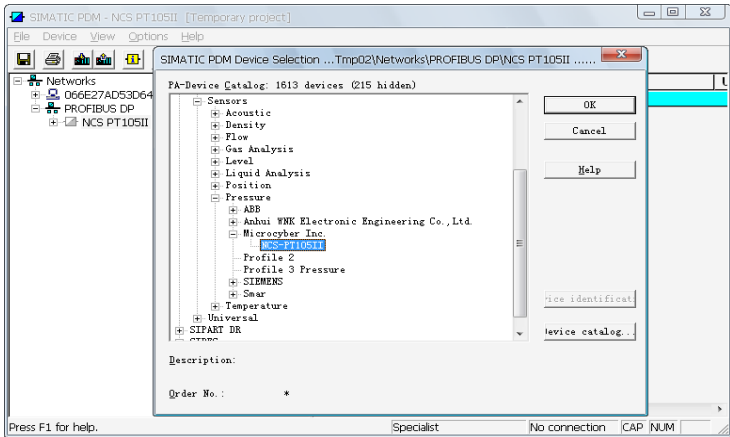 SIMATIC PDM - NCS PT105II [Temporary project]
File Device View Options Help
Networks
066E27AD53D64
PROFIBUS DP
NCS PT105II
SIMATIC PDM Device Selection ...Tmp02\Networks\PROFIBUS DP\NCS PT105II ......
PA-Device Catalog: 1613 devices (215 hidden)
Sensors
Acoustic
Density
Flow
Gas Analysis
Level
Liquid Analysis
Position
Pressure
ABB
Anhui WNK Electronic Engineering Co., Ltd.
Microcyber Inc.
NCS-PT105II
Profile 2
Profile 3 Pressure
SIEMENS
Smar
Temperature
Universal
SIPART DR
OK
Cancel
Help
vice identificat:
Device catalog...
Description:
Order No.: *
Press F1 for help.
Specialist
No connection
CAP NUM